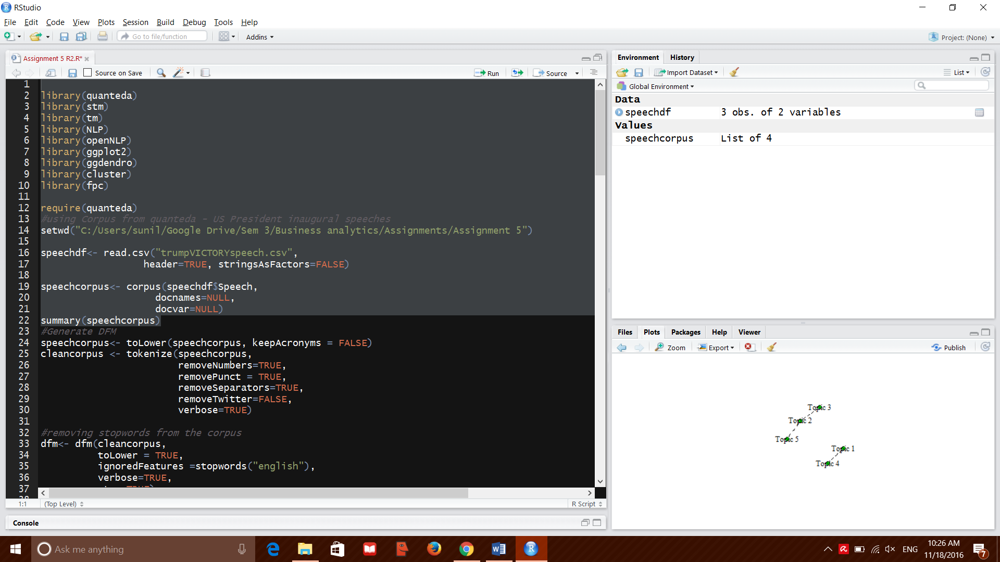 RStudio
File Edit Code View Plots Session Build Debug Tools Help
Go to file/function Addins Project: (None)
Assignment 5 R2.R*
Source on Save Run Source
1
2 library(quanteda)
3 library(stm)
4 library(tm)
5 library(NLP)
6 library(openNLP)
7 library(ggplot2)
8 library(ggdendro)
9 library(cluster)
10 library(fpc)
11
12 require(quanteda)
13 #using Corpus from quanteda - US President inaugural speeches
14 setwd("C:/Users/sunil/Google Drive/Sem 3/Business analytics/Assignments/Assignment 5")
15
16 speechdf<- read.csv("trumpVICTORYspeech.csv",
17 header=TRUE, stringsAsFactors=FALSE)
18
19 speechcorpus<- corpus(speechdf$Speech,
20 docnames=NULL,
21 docvar=NULL)
22 summary(speechcorpus)
23 #Generate DFM
24 speechcorpus<- toLower(speechcorpus, keepAcronyms = FALSE)
25 cleancorpus <- tokenize(speechcorpus,
26 removeNumbers=TRUE,
27 removePunct = TRUE,
28 removeSeparators=TRUE,
29 removeTwitter=FALSE,
30 verbose=TRUE)
31
32 #removing stopwords from the corpus
33 dfm<- dfm(cleancorpus,
34 toLower = TRUE,
35 ignoredFeatures =stopwords("english"),
36 verbose=TRUE,
37
1:1 (Top Level) R Script
Console
Environment History
Import Dataset List
Global Environment
Data
speechdf 3 obs. of 2 variables
Values
speechcorpus List of 4
Files Plots Packages Help Viewer
Zoom Export Publish
Topic 3
Topic 2
Topic 5
Topic 1
Topic 4
Ask me anything
ENG
10:26 AM
11/18/2016
7